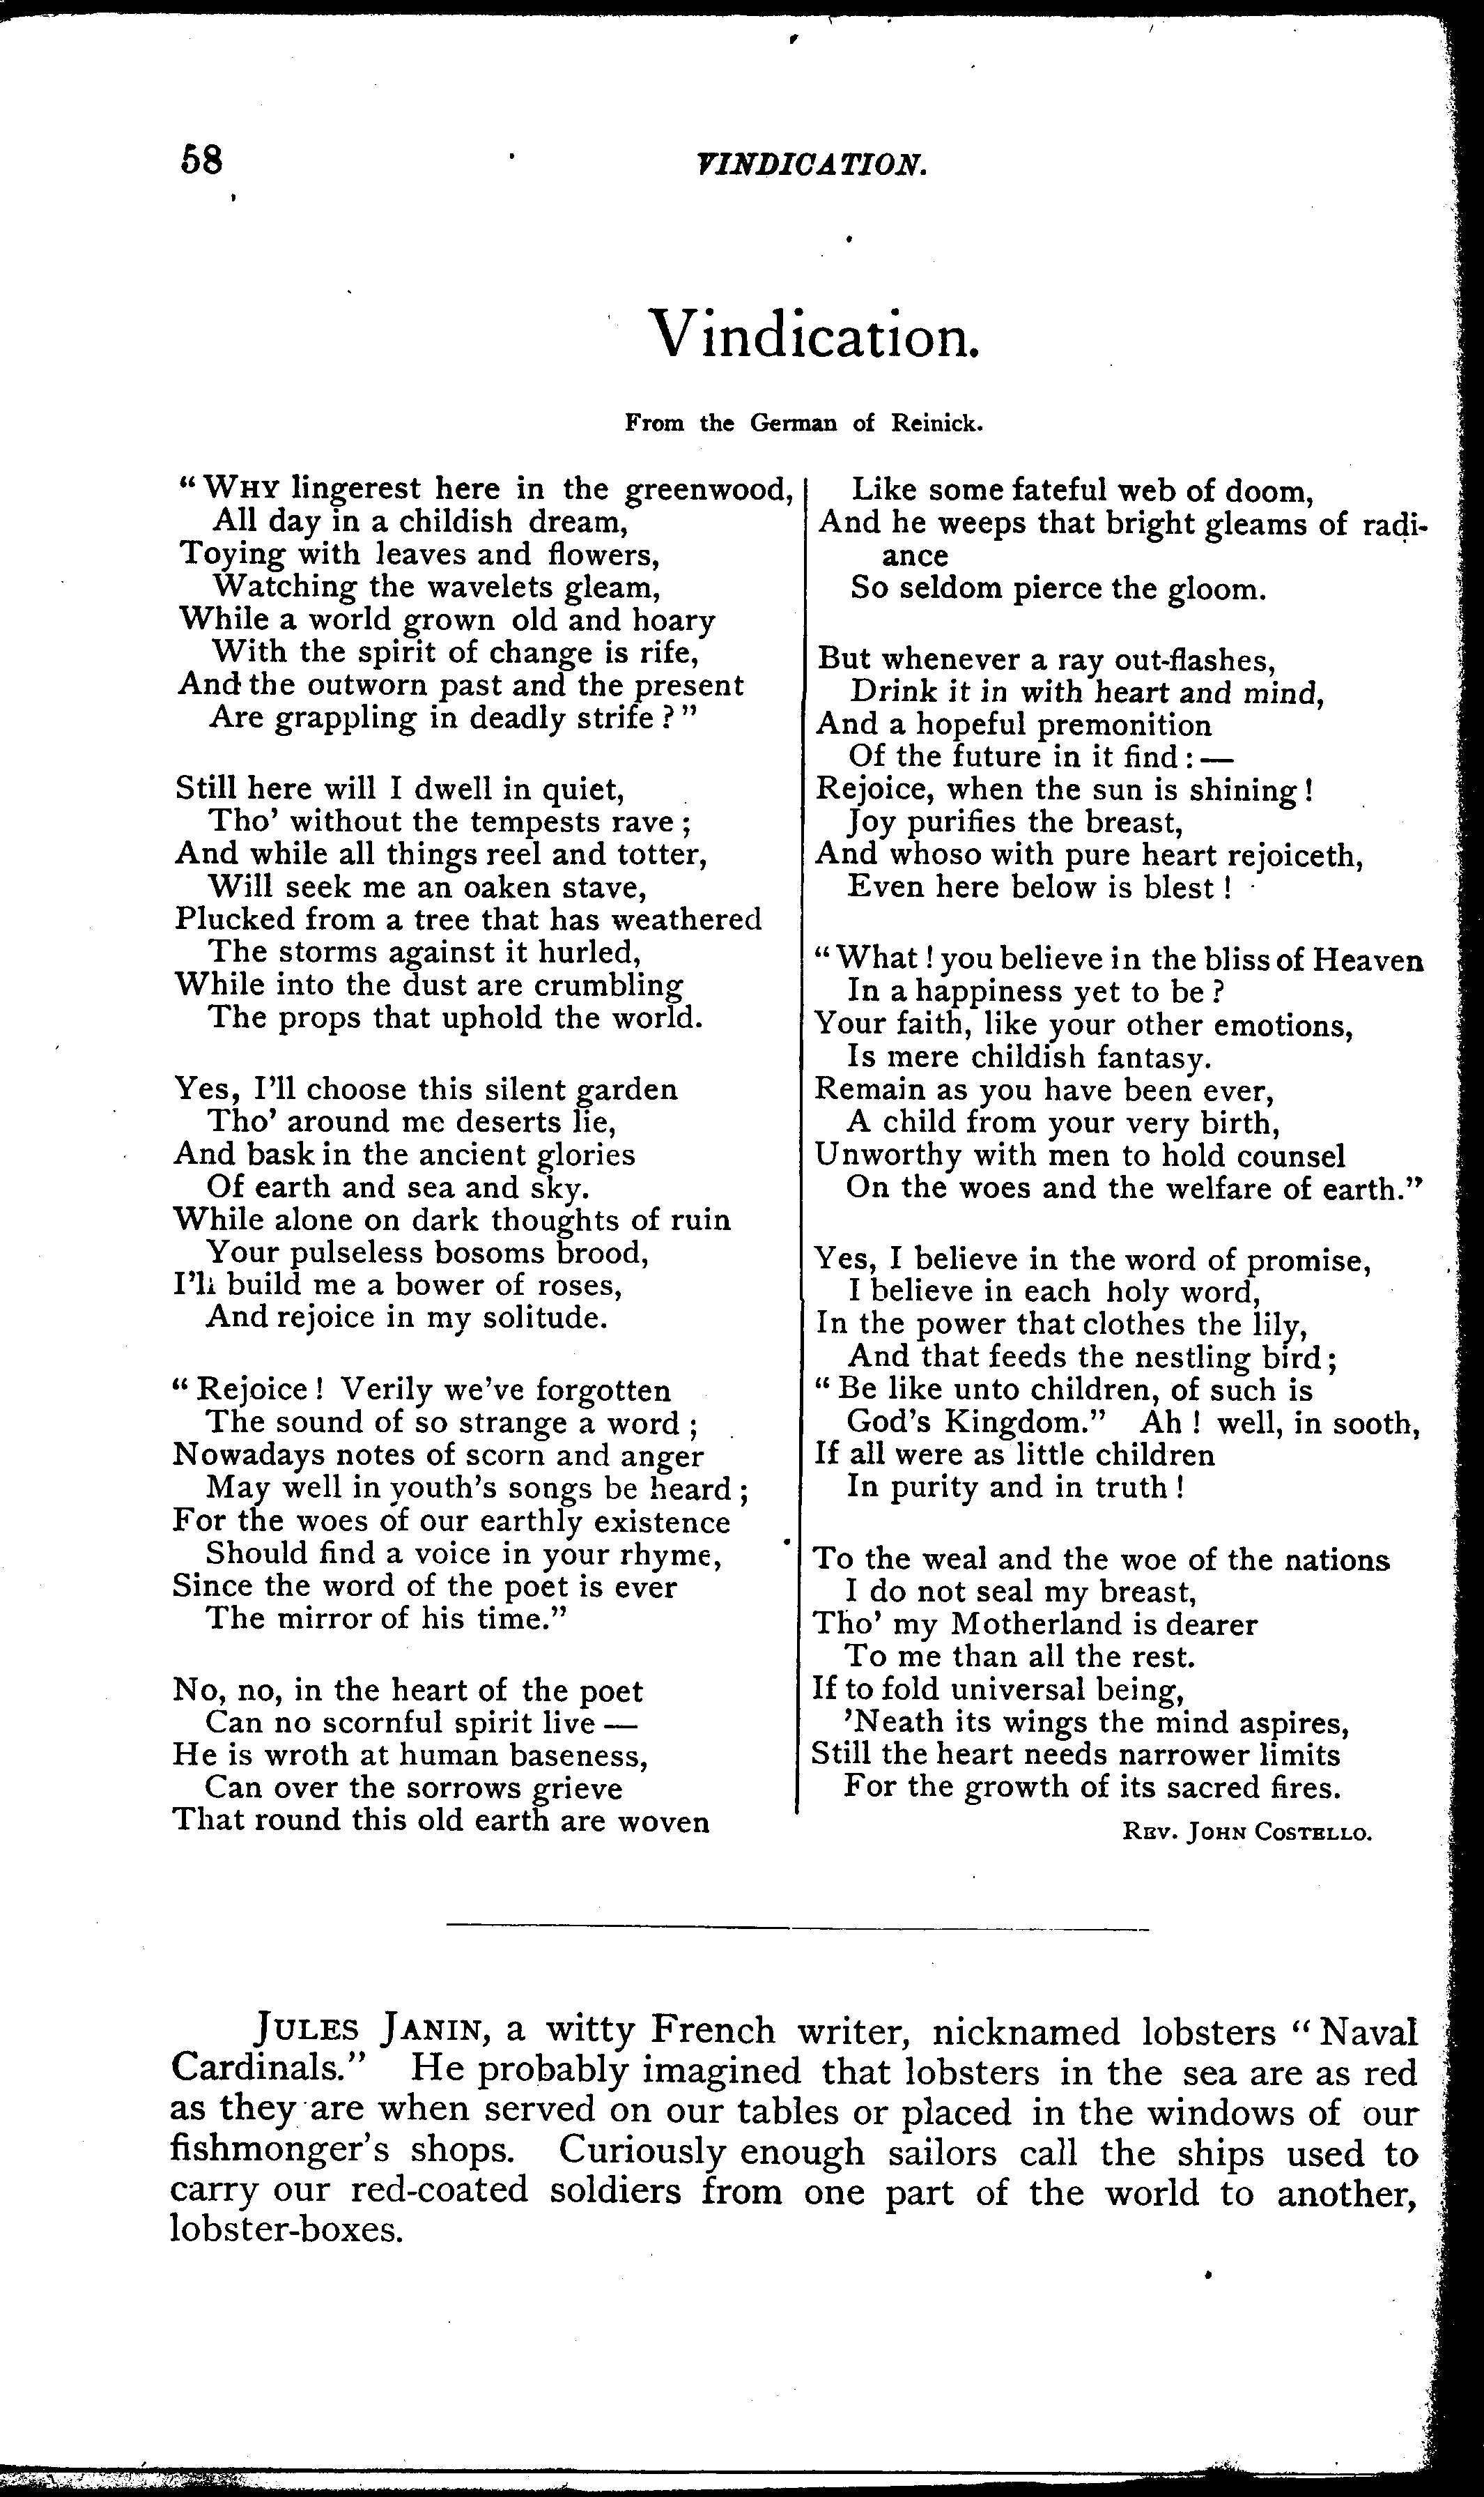 58
VINDICATION.
Vindication.
From the German of Reinick.
“ WHY lingerest here in the greenwood,
All day in a childish dream,
Toying with leaves and flowers,
Watching the wavelets gleam,
While a world grown old and hoary
With the spirit of change is rife,
And the outworn past and the present
Are grappling in deadly strife ? ”
Still here will I dwell in quiet,
Tho’ without the tempests rave ;
And while all things reel and totter,
Will seek me an oaken stave,
Plucked from a tree that has weathered
The storms against it hurled,
While into the dust are crumbling
The props that uphold the world.
Yes, I’ll choose this silent garden
Tho’ around me deserts lie,
And bask in the ancient glories
Of earth and sea and sky.
While alone on dark thoughts of ruin
Your pulseless bosoms brood,
I’ll build me a bower of roses,
And rejoice in my solitude.
“ Rejoice ! Verily we’ve forgotten
The sound of so strange a word ;
Nowadays notes of scorn and anger
May well in youth’s songs be heard ;
For the woes of our earthly existence
Should find a voice in your rhyme,
Since the word of the poet is ever
The mirror of his time.”
No, no, in the heart of the poet
Can no scornful spirit live —
He is wroth at human baseness,
Can over the sorrows grieve
That round this old earth are woven
Like some fateful web of doom,
And he weeps that bright gleams of radi-
ance
So seldom pierce the gloom.
But whenever a ray out-flashes,
Drink it in with heart and mind,
And a hopeful premonition
Of the future in it find : —
Rejoice, when the sun is shining !
Joy purifies the breast,
And whoso with pure heart rejoiceth,
Even here below is blest !
“ What ! you believe in the bliss of Heaven
In a happiness yet to be ?
Your faith, like your other emotions,
Is mere childish fantasy.
Remain as you have been ever,
A child from your very birth,
Unworthy with men to hold counsel
On the woes and the welfare of earth.”
Yes, I believe in the word of promise,
I believe in each holy word,
In the power that clothes the lily,
And that feeds the nestling bird ;
“ Be like unto children, of such is
God’s Kingdom.” Ah ! well, in sooth,
If all were as little children
In purity and in truth !
To the weal and the woe of the nations
I do not seal my breast,
Tho’ my Motherland is dearer
To me than all the rest.
If to fold universal being,
’Neath its wings the mind aspires,
Still the heart needs narrower limits
For the growth of its sacred fires.
REV. JOHN COSTELLO.
JULES JANIN, a witty French writer, nicknamed lobsters “ Naval
Cardinals.” He probably imagined that lobsters in the sea are as red
as they are when served on our tables or placed in the windows of our
fishmonger’s shops. Curiously enough sailors call the ships used to
carry our red-coated soldiers from one part of the world to another,
lobster-boxes.